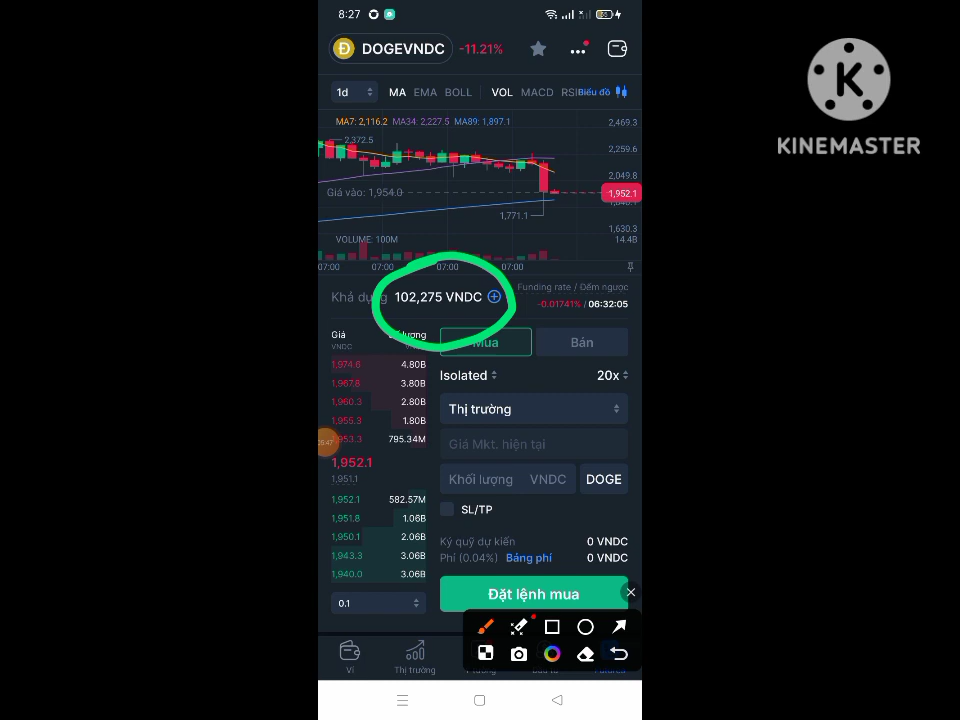 8:27
DOGEVNDC -11.21%
1d MA EMA BOLL VOL MACD RSI Biểu đồ
MA7: 2,116.2 MA34: 2,227.5 MA89: 1,897.1
2,469.3
2,372.5
2,259.6
2,049.8
Giá vào: 1,954.0
1,952.1
1,771.1
1,630.3
VOLUME: 100M
14.4B
07:00 07:00 07:00 07:00
Khả dụng 102,275 VNDC
Funding rate / Đếm ngược
-0.01741% / 06:32:05
Giá
VNDC
Mua Bán
1,974.6 4.80B
1,967.8 3.80B
1,960.3 2.80B
1,955.3 1.80B
953.3 795.34M
1,952.1
1,951.1
1,952.1 582.57M
1,951.8 1.06B
1,950.1 2.06B
1,943.3 3.06B
1,940.0 3.06B
0.1
Isolated 20x
Thị trường
Giá Mkt. hiện tại
Khối lượng VNDC DOGE
SL/TP
Ký quỹ dự kiến 0 VNDC
Phí (0.04%) Bảng phí 0 VNDC
Đặt lệnh mua
Ví Thị trường
K
KINEMASTER